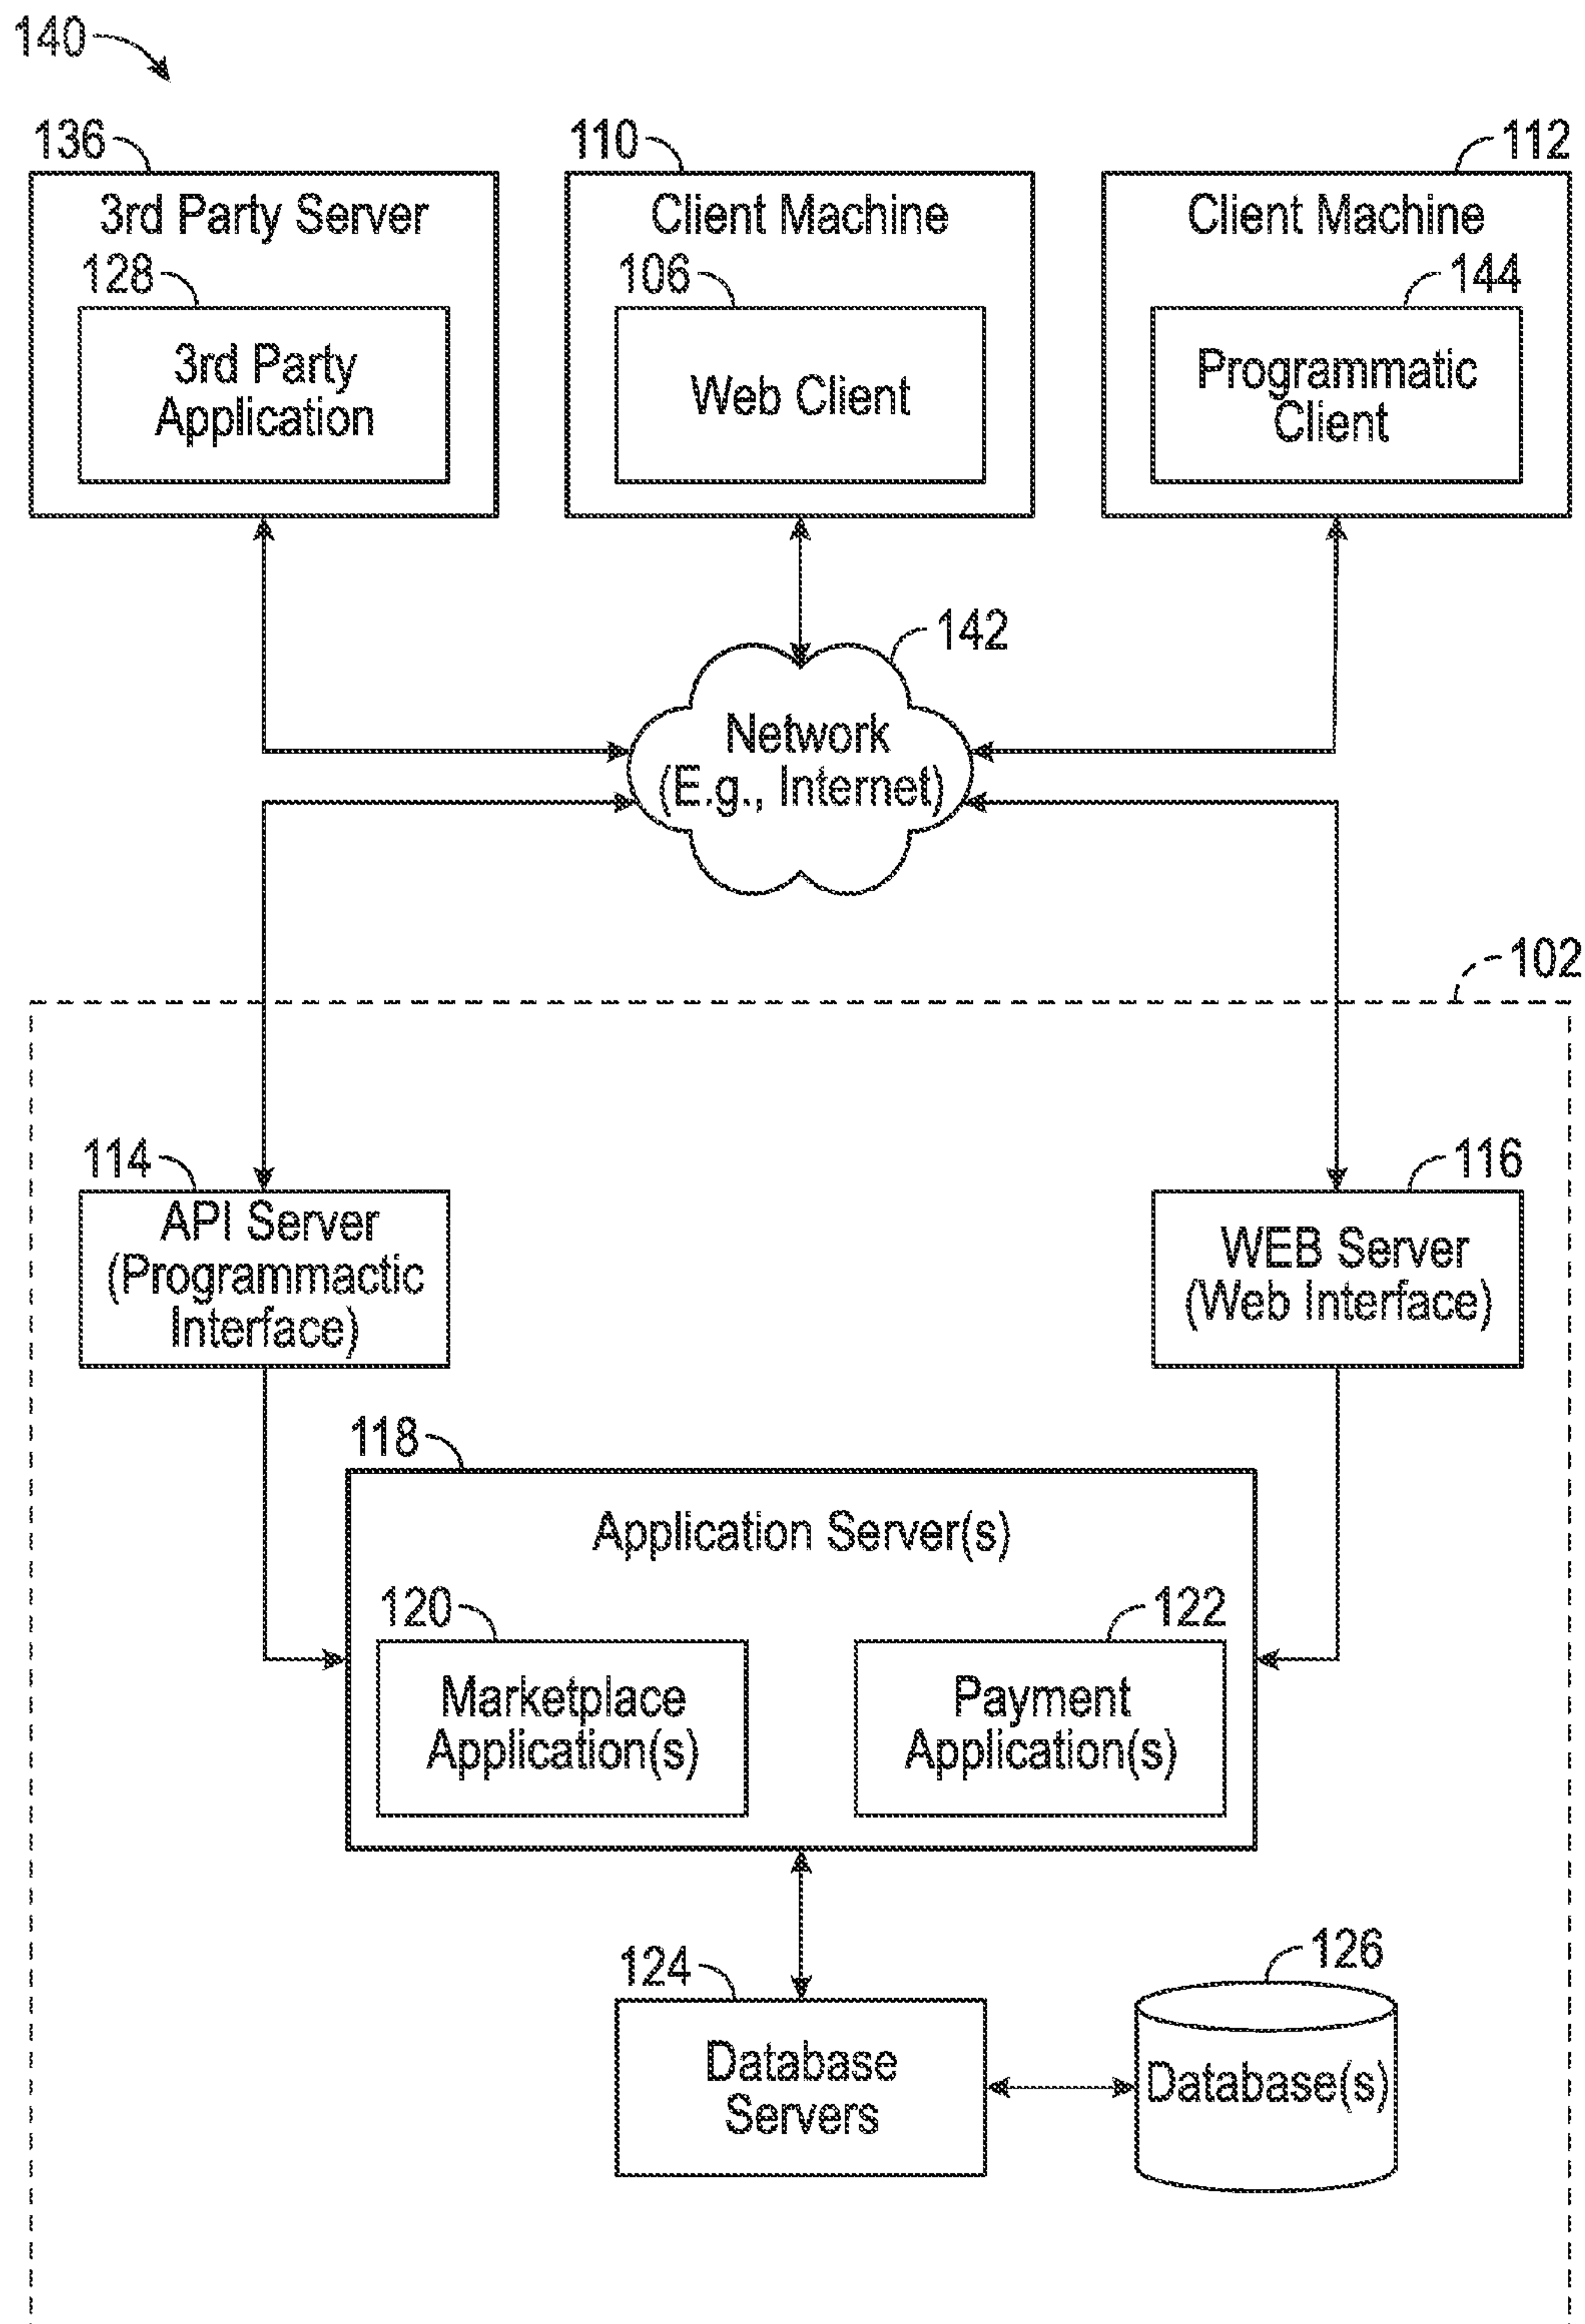 140
136
110
112
3rd Party Server
Client Machine
Client Machine
128
106
144
3rd Party
Application
Web Client
Programmatic
Client
142
Network
(E.g., Internet)
102
114
116
API Server
(Programmactic
Interface)
WEB Server
(Web Interface)
118
Application Server(s)
120
122
Marketplace
Application(s)
Payment
Application(s)
124
126
Database
Servers
Database(s)